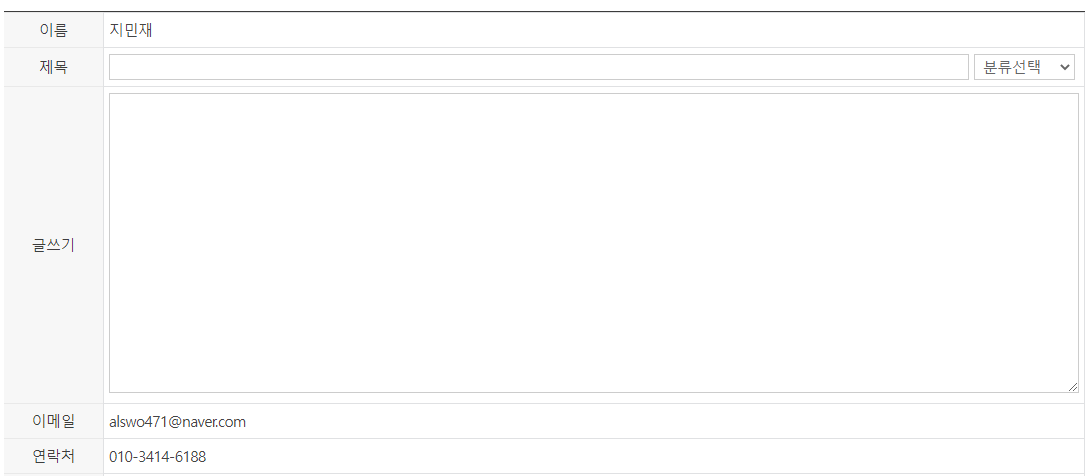 이름 지민재
제목 분류선택
글쓰기
이메일 alswo471@naver.com
연락처 010-3414-6188